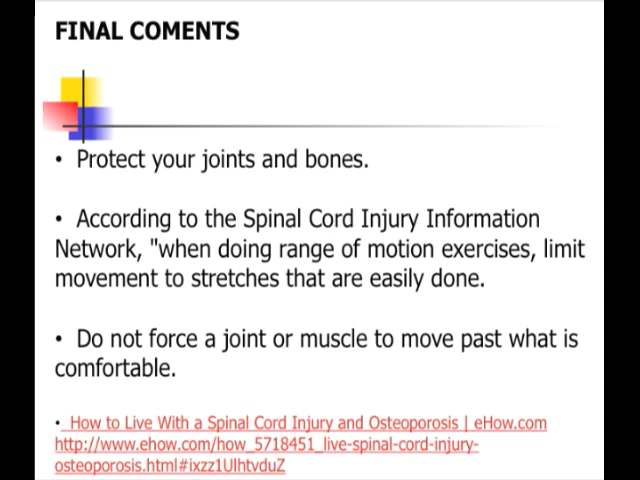 FINAL COMENTS
• Protect your joints and bones.
• According to the Spinal Cord Injury Information
Network, "when doing range of motion exercises, limit
movement to stretches that are easily done.
• Do not force a joint or muscle to move past what is
comfortable.
• How to Live With a Spinal Cord Injury and Osteoporosis | eHow.com
http://www.ehow.com/how_5718451_live-spinal-cord-injury-
osteoporosis.html#ixzz1UlhtvduZ